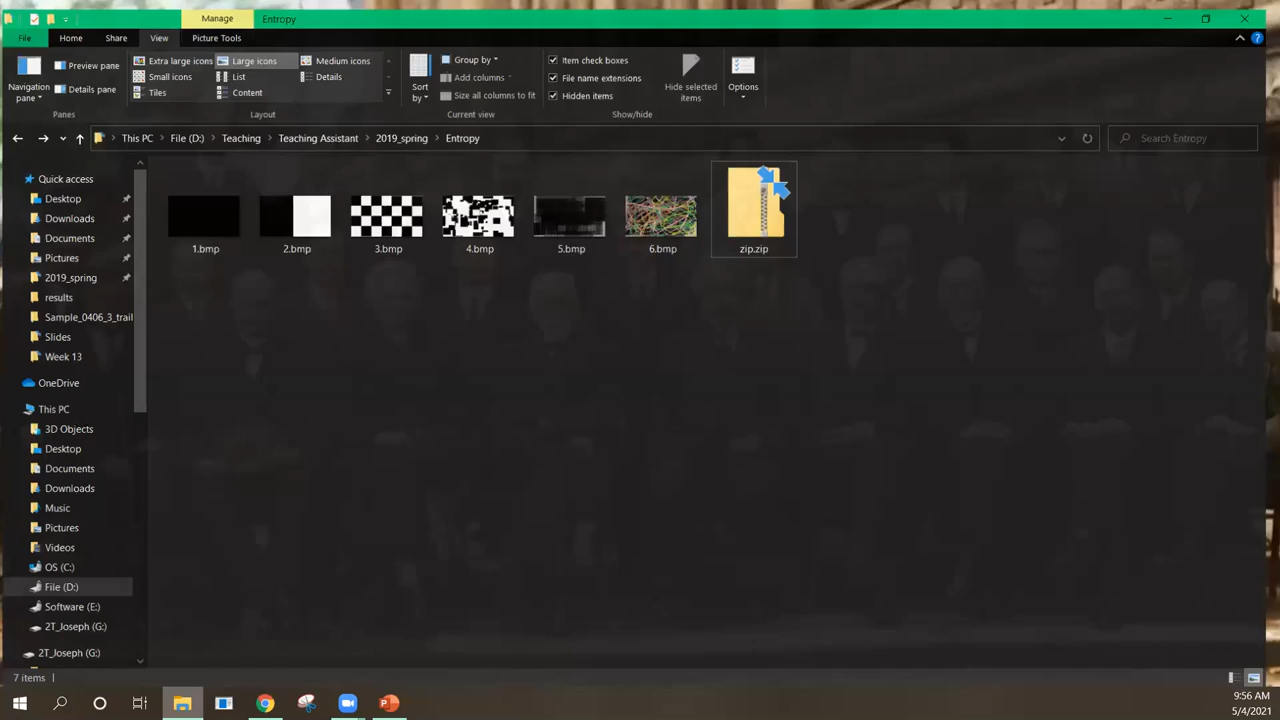 Manage
Entropy
File
Home
Share
View
Picture Tools
Navigation pane
Preview pane
Details pane
Panes
Extra large icons
Large icons
Medium icons
Small icons
List
Details
Tiles
Content
Layout
Sort by
Group by
Add columns
Size all columns to fit
Current view
Item check boxes
File name extensions
Hidden items
Hide selected items
Show/hide
Options
This PC
File (D:)
Teaching
Teaching Assistant
2019_spring
Entropy
Search Entropy
Quick access
Desktop
Downloads
Documents
Pictures
2019_spring
results
Sample_0406_3_trail
Slides
Week 13
OneDrive
This PC
3D Objects
Desktop
Documents
Downloads
Music
Pictures
Videos
OS (C:)
File (D:)
Software (E:)
2T_Joseph (G:)
2T_Joseph (G:)
1.bmp
2.bmp
3.bmp
4.bmp
5.bmp
6.bmp
zip.zip
7 items
9:56 AM
5/4/2021